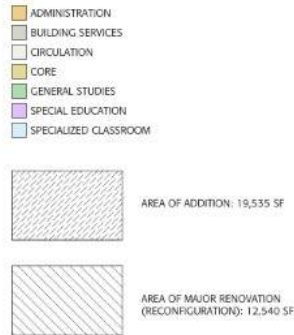 ADMINISTRATION
BUILDING SERVICES
CIRCULATION
CORE
GENERAL STUDIES
SPECIAL EDUCATION
SPECIALIZED CLASSROOM
AREA OF ADDITION: 19,535 SF
AREA OF MAJOR RENOVATION
(RECONFIGURATION): 12,540 SF